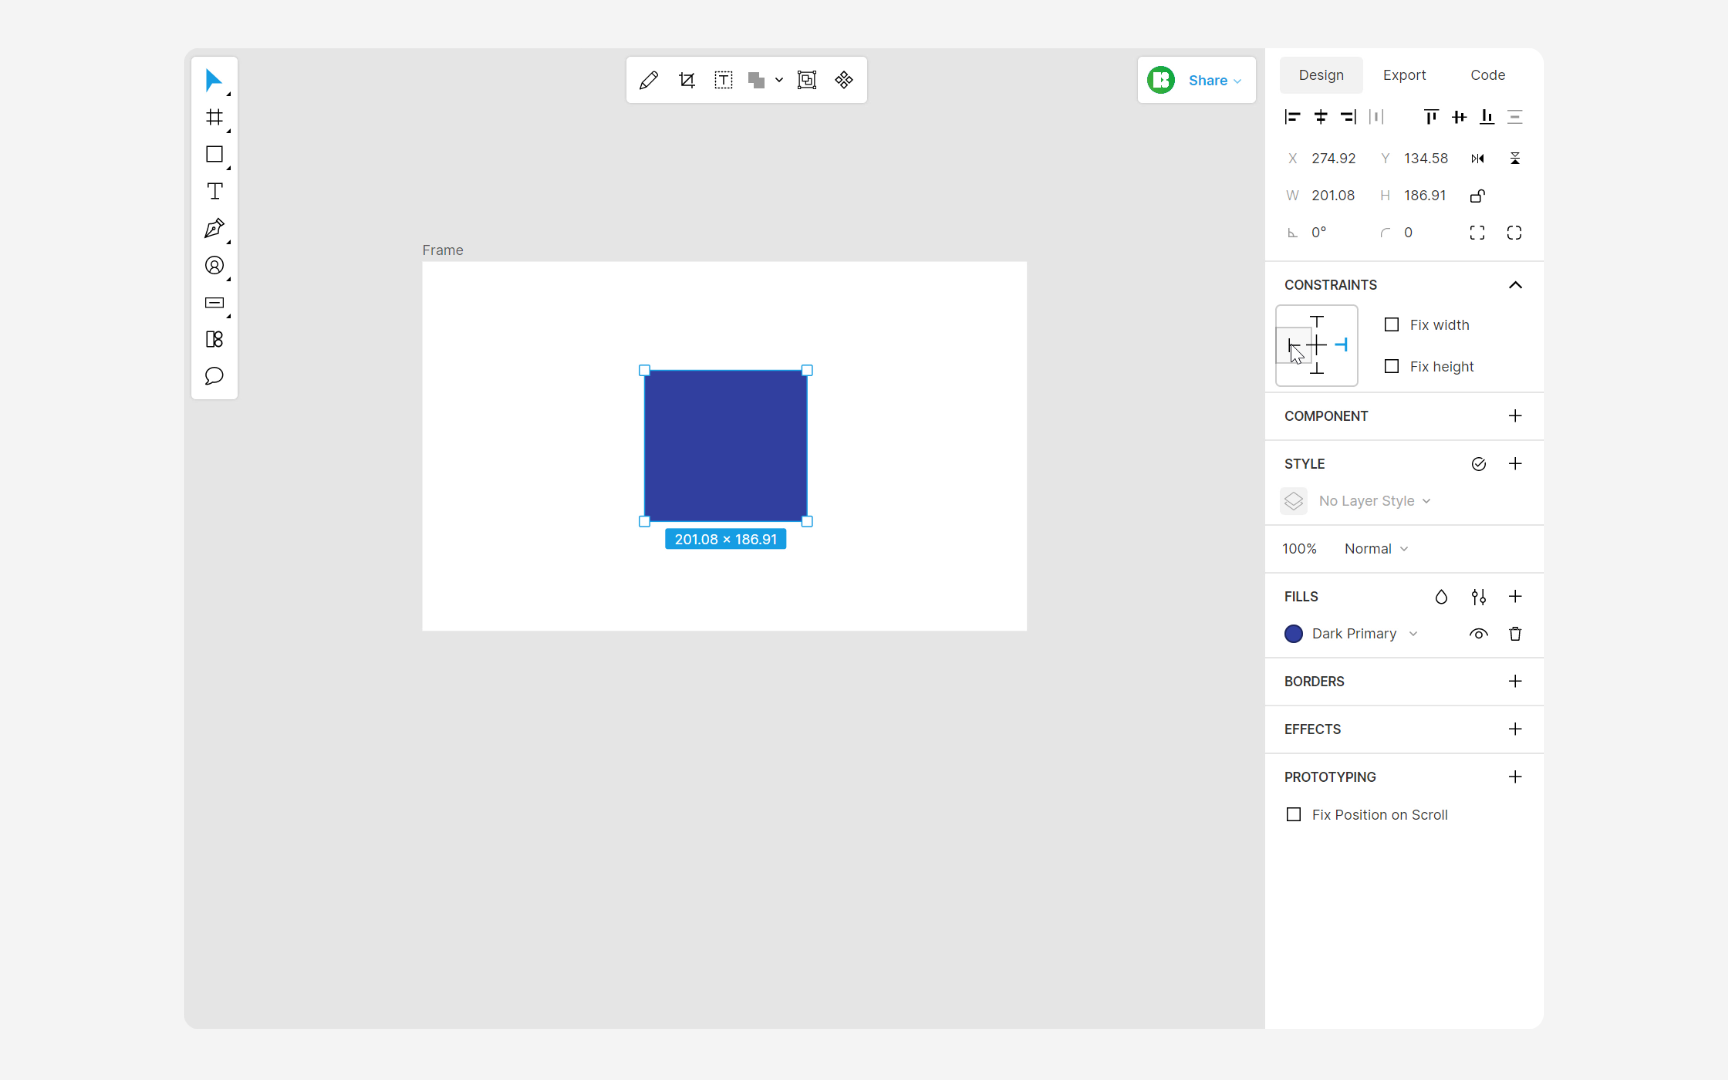 Share
Design Export Code
X 274.92 Y 134.58
W 201.08 H 186.91
0° 0
Frame
CONSTRAINTS
Fix width
Fix height
COMPONENT
STYLE
No Layer Style
201.08 × 186.91
100% Normal
FILLS
Dark Primary
BORDERS
EFFECTS
PROTOTYPING
Fix Position on Scroll